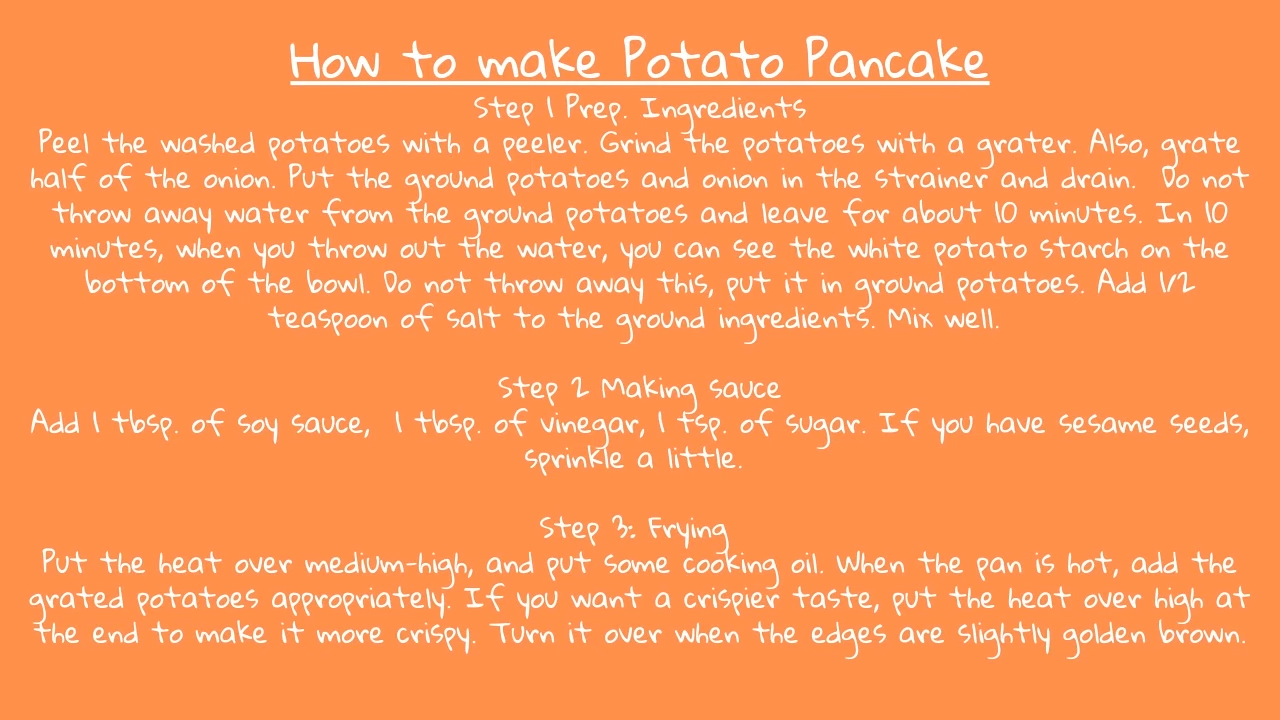 How to make Potato Pancake
Step 1 Prep. Ingredients
Peel the washed potatoes with a peeler. Grind the potatoes with a grater. Also, grate
half of the onion. Put the ground potatoes and onion in the strainer and drain. Do not
throw away water from the ground potatoes and leave for about 10 minutes. In 10
minutes, when you throw out the water, you can see the white potato starch on the
bottom of the bowl. Do not throw away this, put it in ground potatoes. Add 1/2
teaspoon of salt to the ground ingredients. Mix well.
Step 2 Making sauce
Add 1 tbsp. of soy sauce, 1 tbsp. of vinegar, 1 tsp. of sugar. If you have sesame seeds,
sprinkle a little.
Step 3: Frying
Put the heat over medium-high, and put some cooking oil. When the pan is hot, add the
grated potatoes appropriately. If you want a crispier taste, put the heat over high at
the end to make it more crispy. Turn it over when the edges are slightly golden brown.